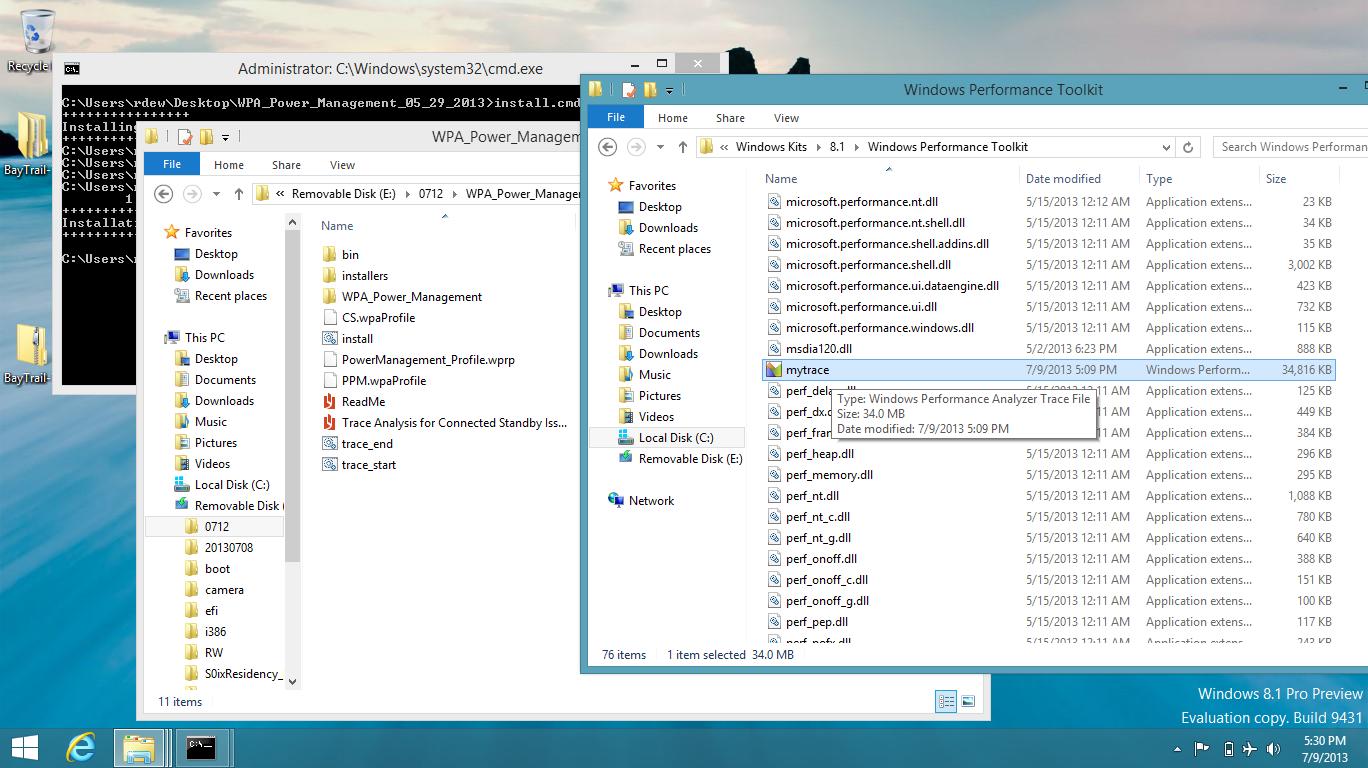 Recycle
BayTrail-
BayTrail-
Administrator: C:\Windows\system32\cmd.exe
C:\Users\rdew\Desktop\WPA_Power_Management_05_29_2013>install.cmd
++++++++++++++++
Installing
C:\Users\
C:\Users\
C:\Users\
C:\Users\
1
Installati
C:\Users\
WPA_Power_Managem
File
Home
Share
View
« Removable Disk (E:) 0712 WPA_Power_Manager
Name
Favorites
Desktop
Downloads
Recent places
This PC
Desktop
Documents
Downloads
Music
Pictures
Videos
Local Disk (C:)
Removable Disk (
0712
20130708
boot
camera
efi
i386
RW
S0ixResidency_
bin
installers
WPA_Power_Management
CS.wpaProfile
install
PowerManagement_Profile.wprp
PPM.wpaProfile
ReadMe
Trace Analysis for Connected Standby Iss...
trace_end
trace_start
11 items
Windows Performance Toolkit
File
Home
Share
View
« Windows Kits 8.1 Windows Performance Toolkit
Search Windows Performan
Favorites
Desktop
Downloads
Recent places
This PC
Desktop
Documents
Downloads
Music
Pictures
Videos
Local Disk (C:)
Removable Disk (E:)
Network
Name Date modified Type Size
microsoft.performance.nt.dll 5/15/2013 12:12 AM Application extens... 23 KB
microsoft.performance.nt.shell.dll 5/15/2013 12:11 AM Application extens... 34 KB
microsoft.performance.shell.addins.dll 5/15/2013 12:11 AM Application extens... 35 KB
microsoft.performance.shell.dll 5/15/2013 12:11 AM Application extens... 3,002 KB
microsoft.performance.ui.dataengine.dll 5/15/2013 12:11 AM Application extens... 423 KB
microsoft.performance.ui.dll 5/15/2013 12:11 AM Application extens... 732 KB
microsoft.performance.windows.dll 5/15/2013 12:11 AM Application extens... 115 KB
msdia120.dll 5/2/2013 6:23 PM Application extens... 888 KB
mytrace 7/9/2013 5:09 PM Windows Perform... 34,816 KB
perf_delay.dll 5/15/2013 12:11 AM Application extens... 125 KB
Type: Windows Performance Analyzer Trace File
Size: 34.0 MB
Date modified: 7/9/2013 5:09 PM
perf_dx.d 449 KB
perf_fran 384 KB
perf_heap.dll 5/15/2013 12:11 AM Application extens... 296 KB
perf_memory.dll 5/15/2013 12:11 AM Application extens... 295 KB
perf_nt.dll 5/15/2013 12:11 AM Application extens... 1,088 KB
perf_nt_c.dll 5/15/2013 12:11 AM Application extens... 780 KB
perf_nt_g.dll 5/15/2013 12:11 AM Application extens... 640 KB
perf_onoff.dll 5/15/2013 12:11 AM Application extens... 388 KB
perf_onoff_c.dll 5/15/2013 12:11 AM Application extens... 151 KB
perf_onoff_g.dll 5/15/2013 12:11 AM Application extens... 100 KB
perf_pep.dll 5/15/2013 12:11 AM Application extens... 117 KB
perf_pofx.dll 5/15/2013 12:11 AM Application extens... 243 KB
76 items 1 item selected 34.0 MB
Windows 8.1 Pro Preview
Evaluation copy. Build 9431
5:30 PM
7/9/2013